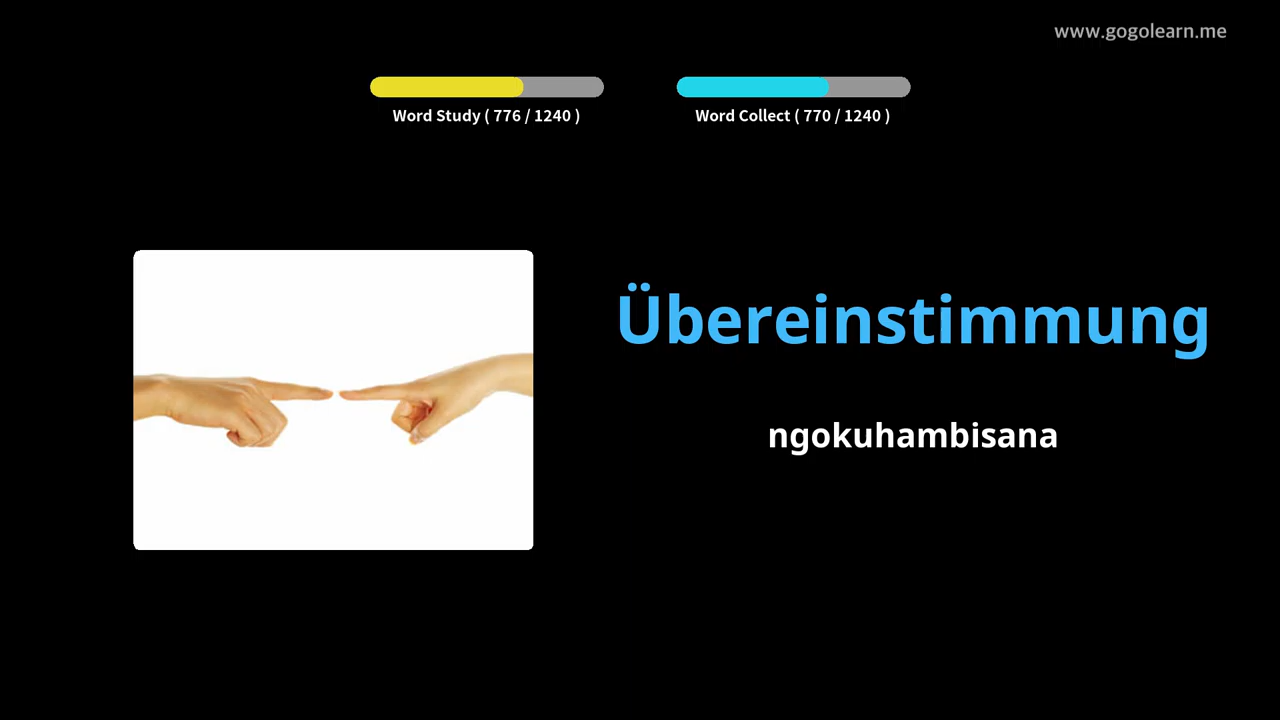 www.gogolearn.me
Word Study ( 776 / 1240 )
Word Collect ( 770 / 1240 )
Übereinstimmung
ngokuhambisana